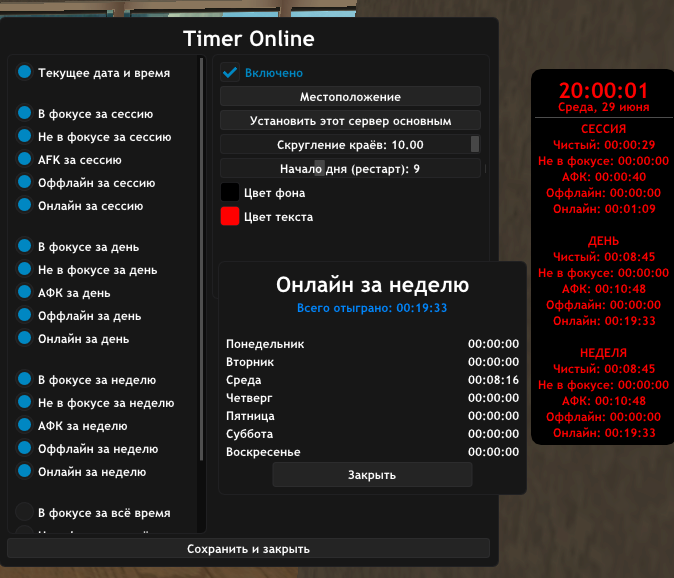 Timer Online
Текущее дата и время
В фокусе за сессию
Не в фокусе за сессию
AFK за сессию
Оффлайн за сессию
Онлайн за сессию
В фокусе за день
Не в фокусе за день
АФК за день
Оффлайн за день
Онлайн за день
В фокусе за неделю
Не в фокусе за неделю
АФК за неделю
Оффлайн за неделю
Онлайн за неделю
В фокусе за всё время
Включено
Местоположение
Установить этот сервер основным
Скругление краёв: 10.00
Начало дня (рестарт): 9
Цвет фона
Цвет текста
Онлайн за неделю
Всего отыграно: 00:19:33
Понедельник 00:00:00
Вторник 00:00:00
Среда 00:08:16
Четверг 00:00:00
Пятница 00:00:00
Суббота 00:00:00
Воскресенье 00:00:00
Закрыть
Сохранить и закрыть
20:00:01
Среда, 29 июня
СЕССИЯ
Чистый: 00:00:29
Не в фокусе: 00:00:00
АФК: 00:00:40
Оффлайн: 00:00:00
Онлайн: 00:01:09
ДЕНЬ
Чистый: 00:08:45
Не в фокусе: 00:00:00
АФК: 00:10:48
Оффлайн: 00:00:00
Онлайн: 00:19:33
НЕДЕЛЯ
Чистый: 00:08:45
Не в фокусе: 00:00:00
АФК: 00:10:48
Оффлайн: 00:00:00
Онлайн: 00:19:33